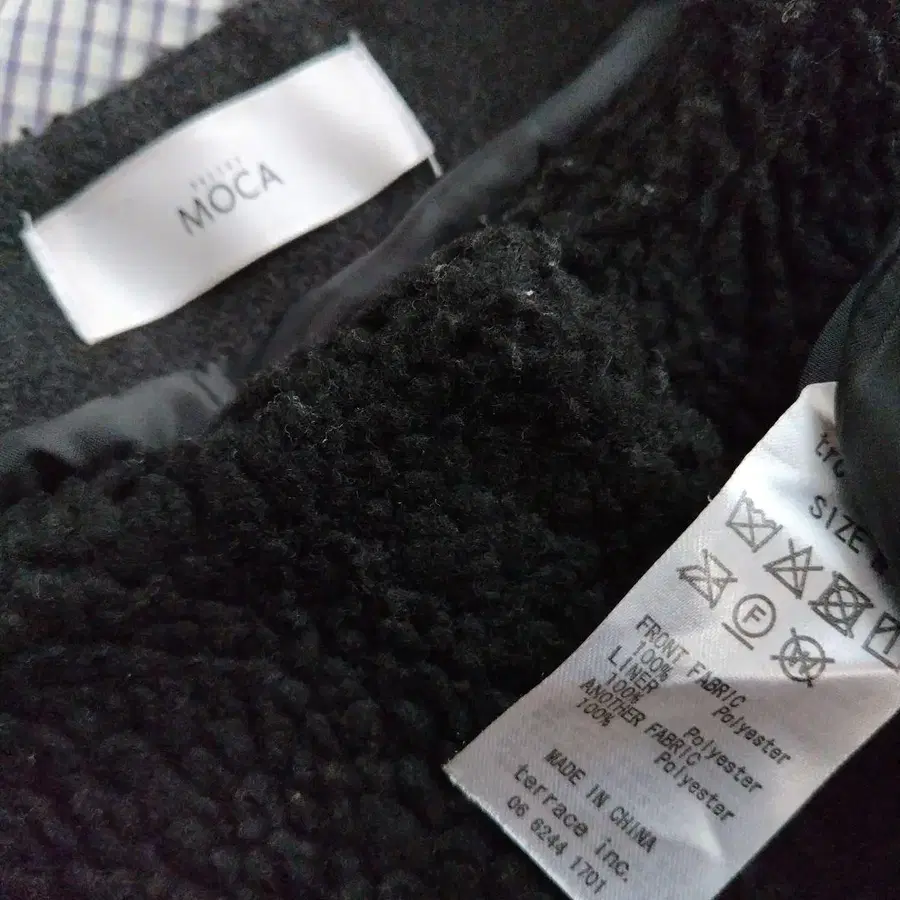 MOCA
SIZE
F
W
FRONT FABRIC
100% Polyester
LINER
100% Polyester
ANOTHER FABRIC
100% Polyester
MADE IN CHINA
terrace inc.
06 6244 1701